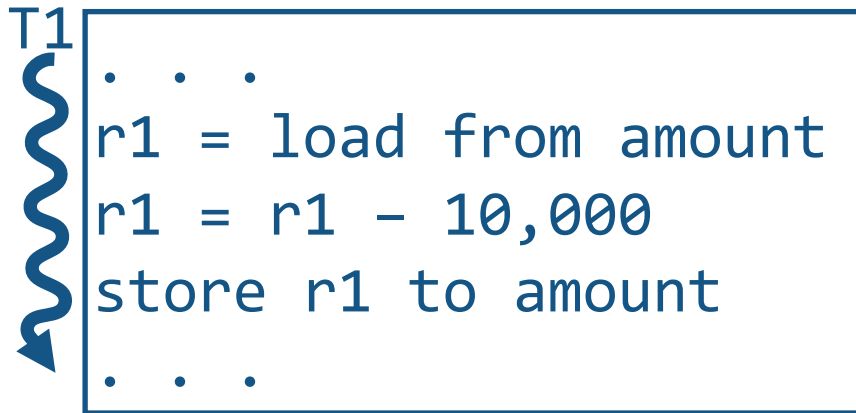 T1
. . .
r1 = load from amount
r1 = r1 – 10,000
store r1 to amount
. . .